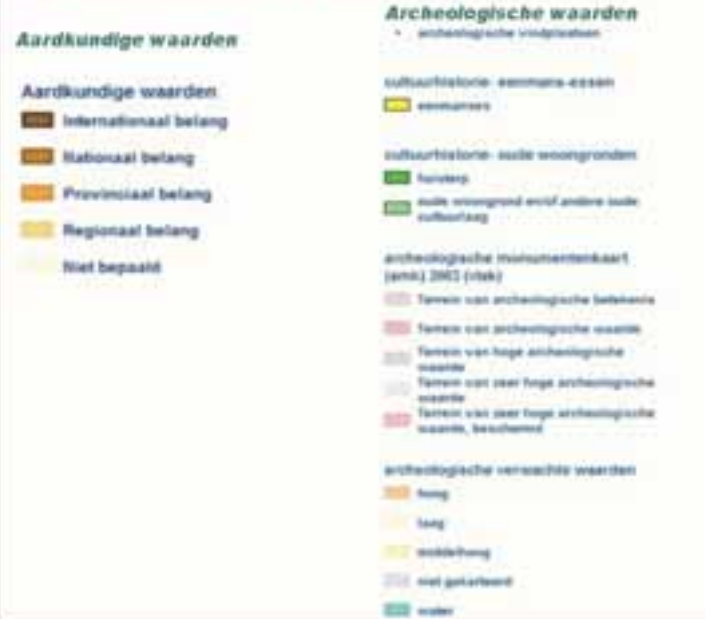 Aardkundige waarden
Aardkundige waarden
Internationaal belang
Nationaal belang
Provinciaal belang
Regionaal belang
Niet bepaald
Archeologische waarden
archeologische vindplaatsen
cultuurhistorie- eenmans-essen
eenmanses
cultuurhistorie- oude woongronden
huisterp
oude woongrond en/of andere oude
cultuurlaag
archeologische monumentenkaart
(amk) 2003 (vlak)
Terrein van archeologische betekenis
Terrein van archeologische waarde
Terrein van hoge archeologische
waarde
Terrein van zeer hoge archeologische
waarde
Terrein van zeer hoge archeologische
waarde, beschermd
archeologische verwachte waarden
hoog
laag
middelhoog
niet gekarteerd
water